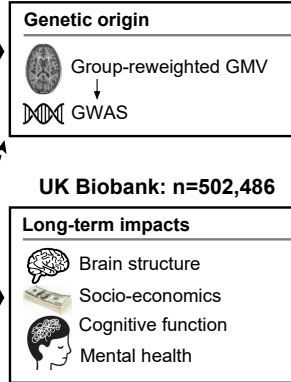 Genetic origin
Group-reweighted GMV
GWAS
UK Biobank: n=502,486
Long-term impacts
Brain structure
Socio-economics
Cognitive function
Mental health